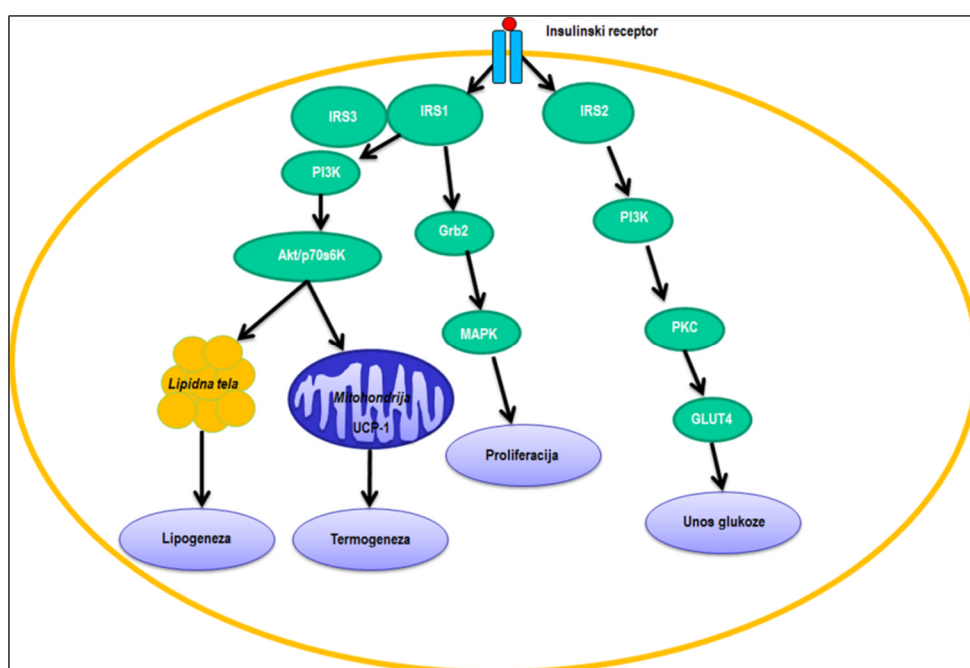 Insulinski receptor
IRS3
IRS1
IRS2
PI3K
PI3K
Grb2
Akt/p70s6K
MAPK
PKC
Lipidna tela
Mitohondrija
UCP-1
GLUT4
Proliferacija
Unos glukoze
Lipogeneza
Termogeneza